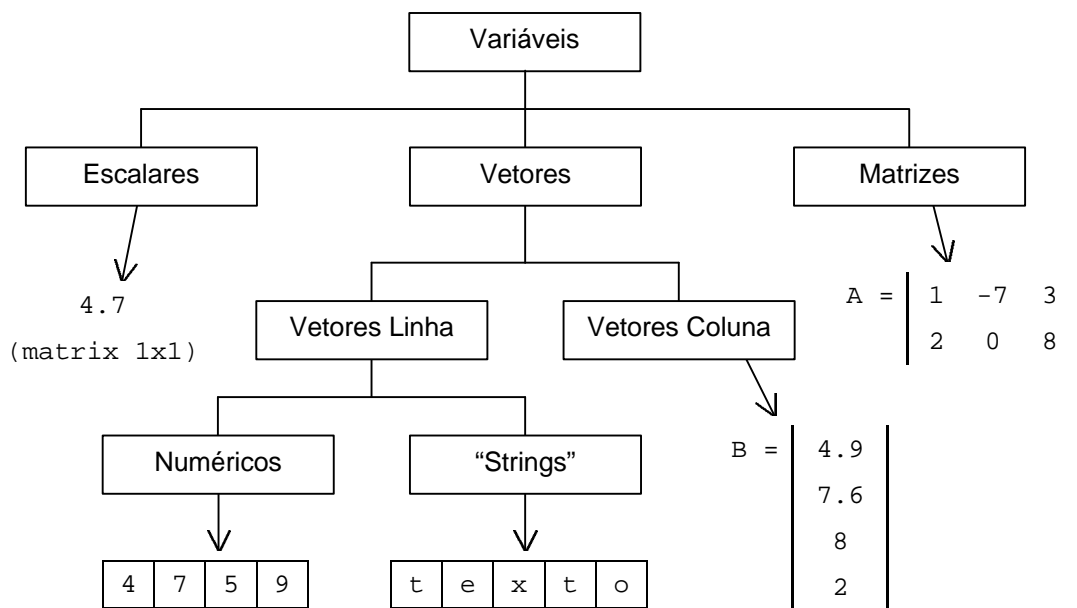 Variáveis
Escalares
Vetores
Matrizes
4.7
(matrix 1x1)
Vetores Linha
Vetores Coluna
A = 1 -7 3
2 0 8
Numéricos
“Strings”
B = 4.9
7.6
8
2
4 7 5 9
t e x t o